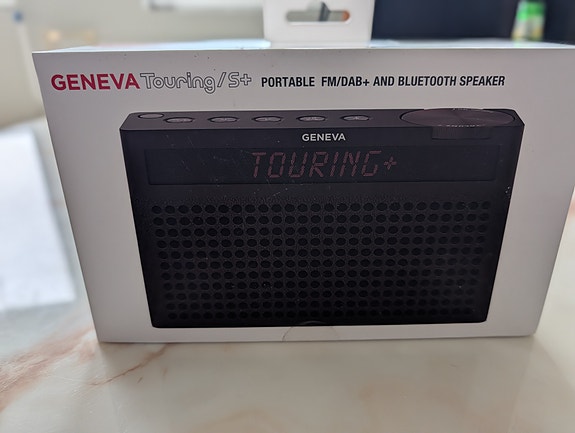 GENEVA Touring/S+ PORTABLE FM/DAB+ AND BLUETOOTH SPEAKER
GENEVA
TOURING+